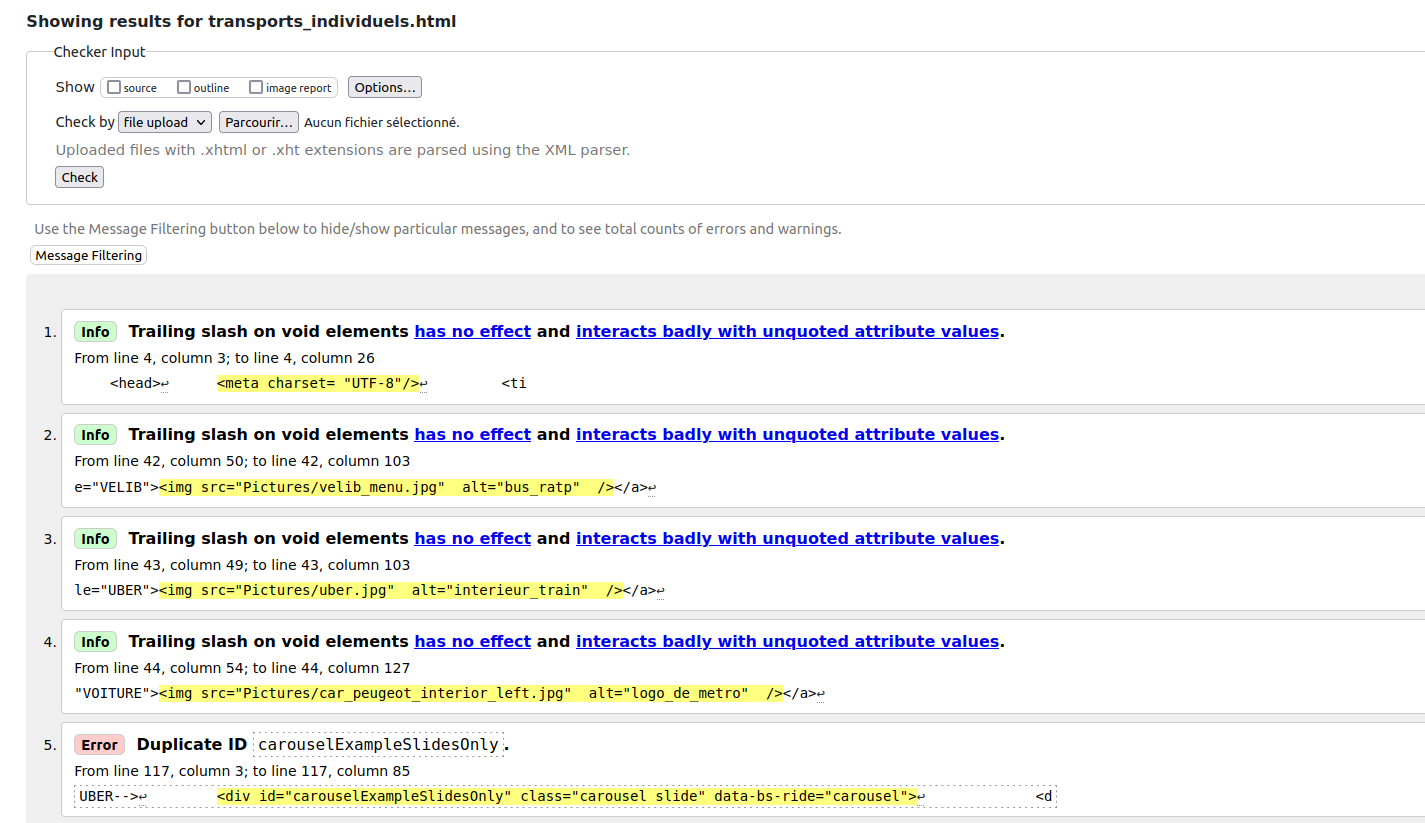 Showing results for transports_individuels.html
Checker Input
Show source outline image report Options...
Check by file upload Parcourir... Aucun fichier sélectionné.
Uploaded files with .xhtml or .xht extensions are parsed using the XML parser.
Check
Use the Message Filtering button below to hide/show particular messages, and to see total counts of errors and warnings.
Message Filtering
1. Info Trailing slash on void elements has no effect and interacts badly with unquoted attribute values.
From line 4, column 3; to line 4, column 26
<head>↩ <meta charset= "UTF-8"/>↩ <ti
2. Info Trailing slash on void elements has no effect and interacts badly with unquoted attribute values.
From line 42, column 50; to line 42, column 103
e="VELIB"><img src="Pictures/velib_menu.jpg"  alt="bus_ratp"  /></a>↩
3. Info Trailing slash on void elements has no effect and interacts badly with unquoted attribute values.
From line 43, column 49; to line 43, column 103
le="UBER"><img src="Pictures/uber.jpg"  alt="interieur_train"  /></a>↩
4. Info Trailing slash on void elements has no effect and interacts badly with unquoted attribute values.
From line 44, column 54; to line 44, column 127
"VOITURE"><img src="Pictures/car_peugeot_interior_left.jpg"  alt="logo_de_metro"  /></a>↩
5. Error Duplicate ID carouselExampleSlidesOnly.
From line 117, column 3; to line 117, column 85
UBER-->↩ <div id="carouselExampleSlidesOnly" class="carousel slide" data-bs-ride="carousel">↩ <d